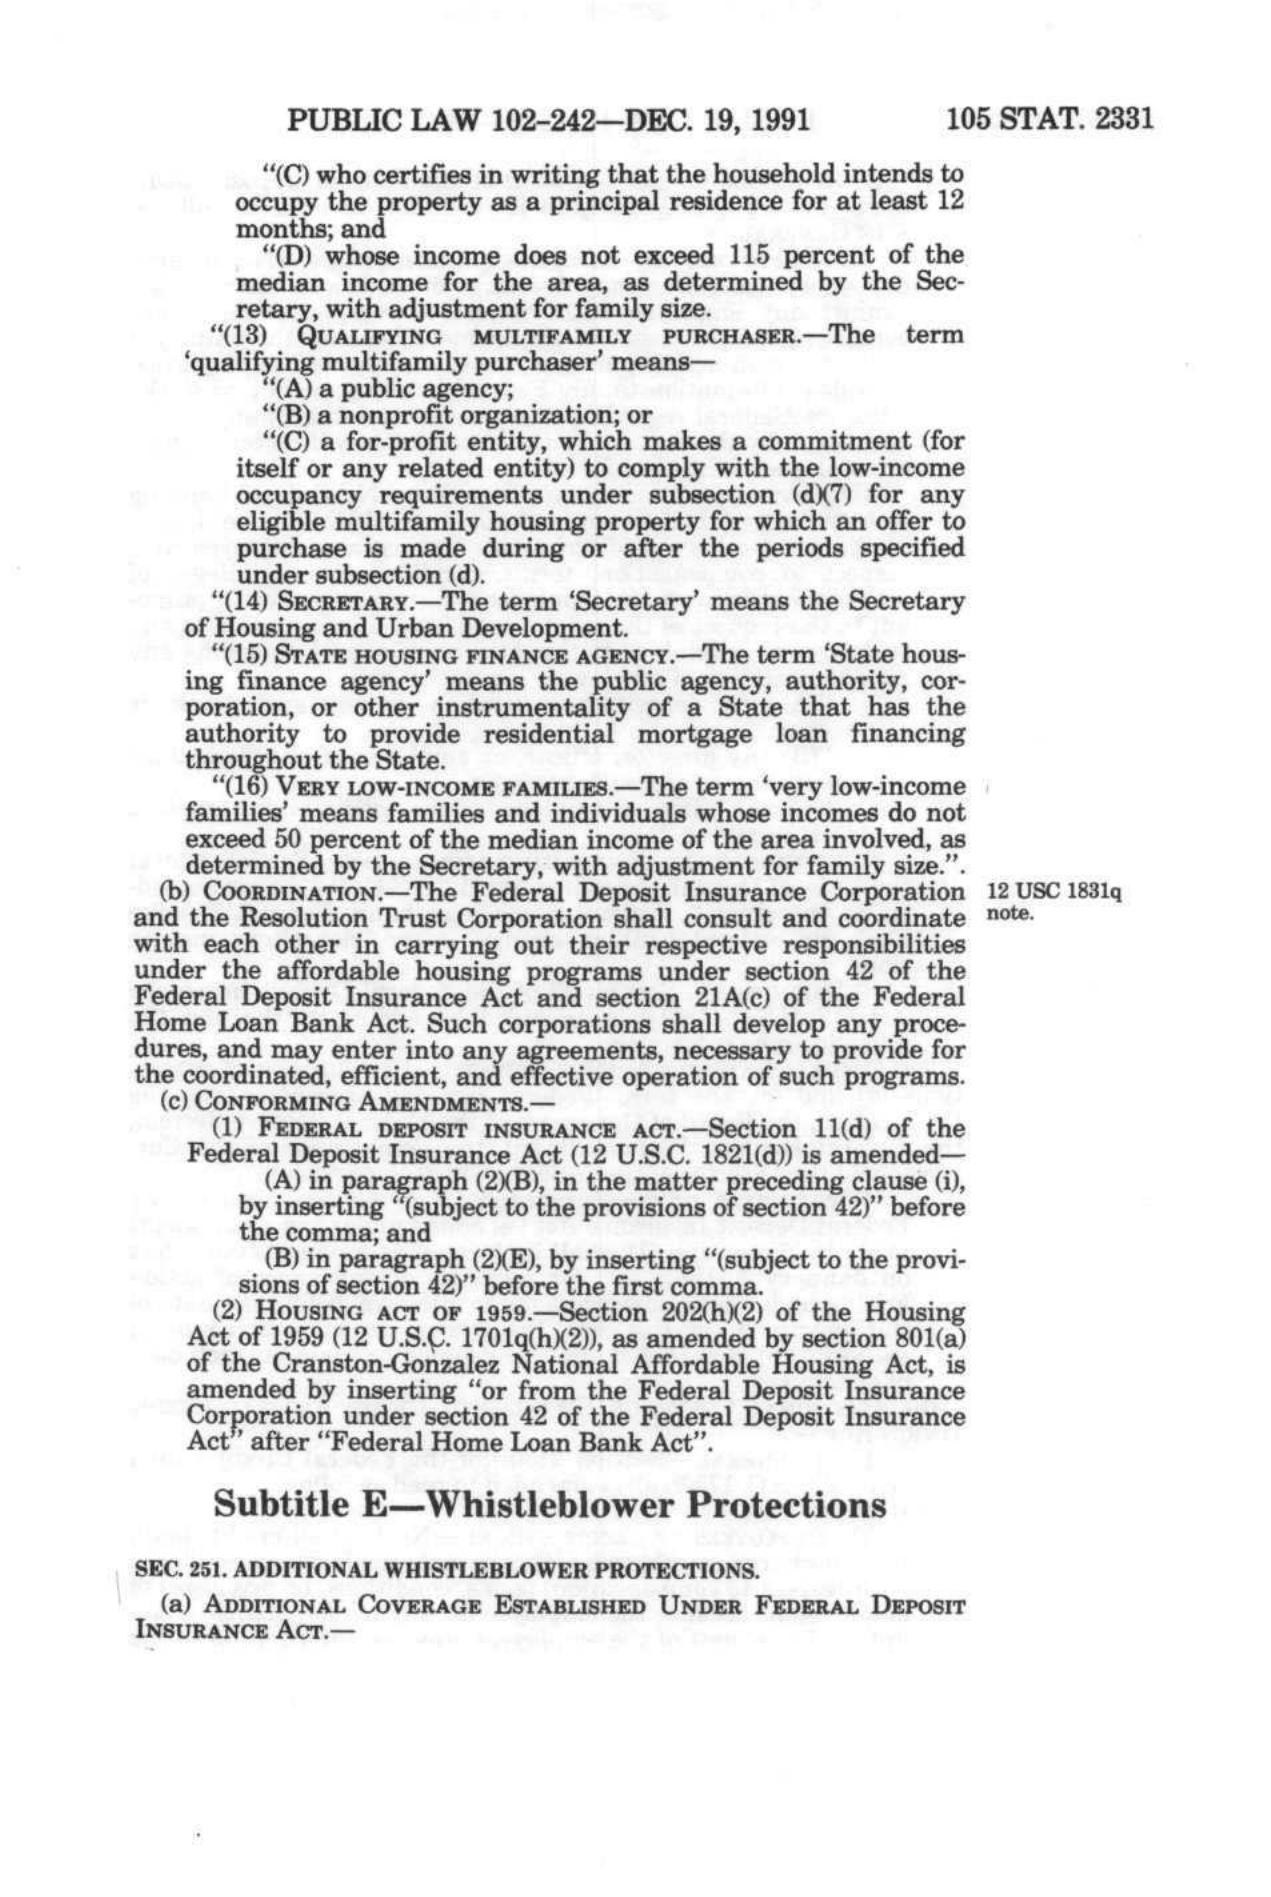 PUBLIC LAW 102–242—DEC. 19, 1991 105 STAT. 2331
“(C) who certifies in writing that the household intends to
occupy the property as a principal residence for at least 12
months; and
“(D) whose income does not exceed 115 percent of the
median income for the area, as determined by the Sec-
retary, with adjustment for family size.
“(13) QUALIFYING MULTIFAMILY PURCHASER.—The term
‘qualifying multifamily purchaser’ means—
“(A) a public agency;
“(B) a nonprofit organization; or
“(C) a for-profit entity, which makes a commitment (for
itself or any related entity) to comply with the low-income
occupancy requirements under subsection (d)(7) for any
eligible multifamily housing property for which an offer to
purchase is made during or after the periods specified
under subsection (d).
“(14) SECRETARY.—The term ‘Secretary’ means the Secretary
of Housing and Urban Development.
“(15) STATE HOUSING FINANCE AGENCY.—The term ‘State hous-
ing finance agency’ means the public agency, authority, cor-
poration, or other instrumentality of a State that has the
authority to provide residential mortgage loan financing
throughout the State.
“(16) VERY LOW-INCOME FAMILIES.—The term ‘very low-income
families’ means families and individuals whose incomes do not
exceed 50 percent of the median income of the area involved, as
determined by the Secretary, with adjustment for family size.”.
(b) COORDINATION.—The Federal Deposit Insurance Corporation
and the Resolution Trust Corporation shall consult and coordinate
with each other in carrying out their respective responsibilities
under the affordable housing programs under section 42 of the
Federal Deposit Insurance Act and section 21A(c) of the Federal
Home Loan Bank Act. Such corporations shall develop any proce-
dures, and may enter into any agreements, necessary to provide for
the coordinated, efficient, and effective operation of such programs.
12 USC 1831q
note.
(c) CONFORMING AMENDMENTS.—
(1) FEDERAL DEPOSIT INSURANCE ACT.—Section 11(d) of the
Federal Deposit Insurance Act (12 U.S.C. 1821(d)) is amended—
(A) in paragraph (2)(B), in the matter preceding clause (i),
by inserting “(subject to the provisions of section 42)” before
the comma; and
(B) in paragraph (2)(E), by inserting “(subject to the provi-
sions of section 42)” before the first comma.
(2) HOUSING ACT OF 1959.—Section 202(h)(2) of the Housing
Act of 1959 (12 U.S.C. 1701q(h)(2)), as amended by section 801(a)
of the Cranston-Gonzalez National Affordable Housing Act, is
amended by inserting “or from the Federal Deposit Insurance
Corporation under section 42 of the Federal Deposit Insurance
Act” after “Federal Home Loan Bank Act”.
Subtitle E—Whistleblower Protections
SEC. 251. ADDITIONAL WHISTLEBLOWER PROTECTIONS.
(a) ADDITIONAL COVERAGE ESTABLISHED UNDER FEDERAL DEPOSIT
INSURANCE ACT.—